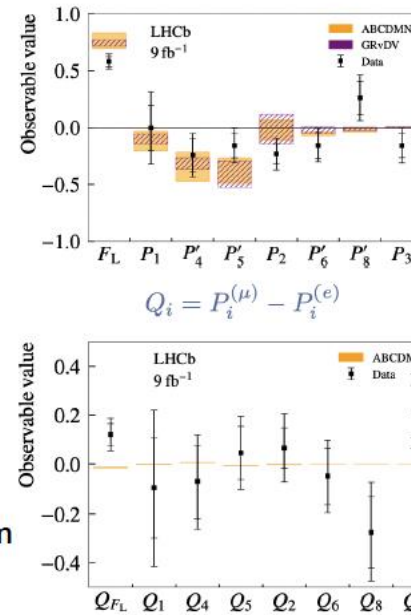 1.0
0.5
0.0
−0.5
−1.0
Observable value
LHCb
9 fb⁻¹
ABCDMN
GRvDV
Data
F_L P_1 P'_4 P'_5 P_2 P'_6 P'_8 P_3
Q_i = P_i^{(μ)} − P_i^{(e)}
0.4
0.2
0.0
−0.2
−0.4
Observable value
LHCb
9 fb⁻¹
Data
Q_{F_L} Q_1 Q_4 Q_5 Q_2 Q_6 Q_8